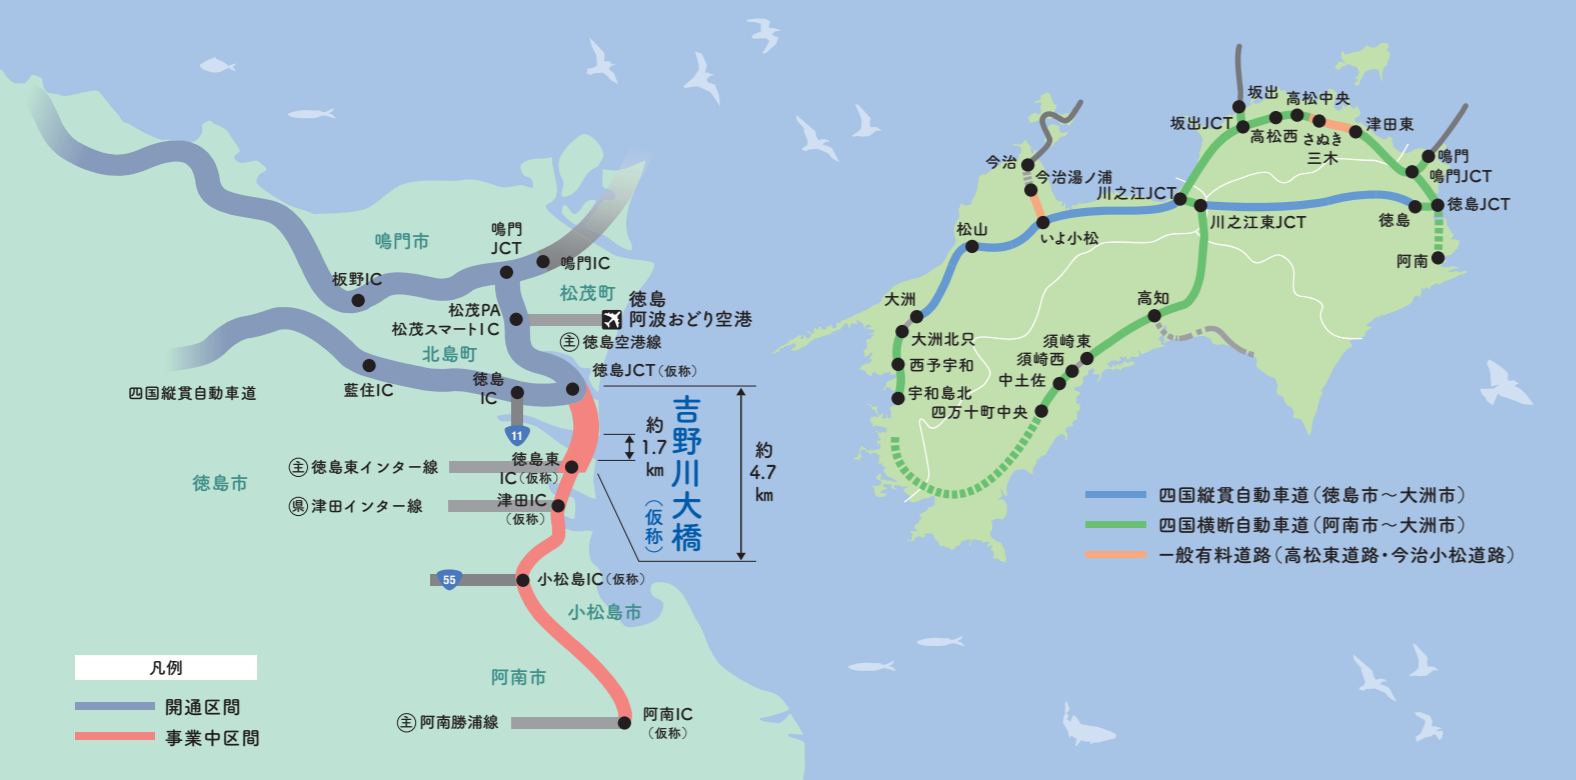 鳴門市
鳴門
JCT
鳴門IC
板野IC
松茂町
松茂PA
松茂スマートIC
徳島
阿波おどり空港
主 徳島空港線
北島町
徳島JCT（仮称）
四国縦貫自動車道
藍住IC
徳島
IC
11
吉野川大橋
（仮称）
約
1.7
km
約
4.7
km
主 徳島東インター線
徳島東
IC（仮称）
徳島市
県 津田インター線
津田IC
（仮称）
55
小松島IC（仮称）
小松島市
阿南市
主 阿南勝浦線
阿南IC
（仮称）
凡例
開通区間
事業中区間
坂出
高松中央
坂出JCT
高松西
さぬき
三木
津田東
鳴門
鳴門JCT
今治
今治湯ノ浦
川之江JCT
徳島JCT
徳島
川之江東JCT
松山
いよ小松
阿南
大洲
高知
大洲北只
須崎東
西予宇和
須崎西
宇和島北
中土佐
四万十町中央
四国縦貫自動車道（徳島市～大洲市）
四国横断自動車道（阿南市～大洲市）
一般有料道路（高松東道路・今治小松道路）